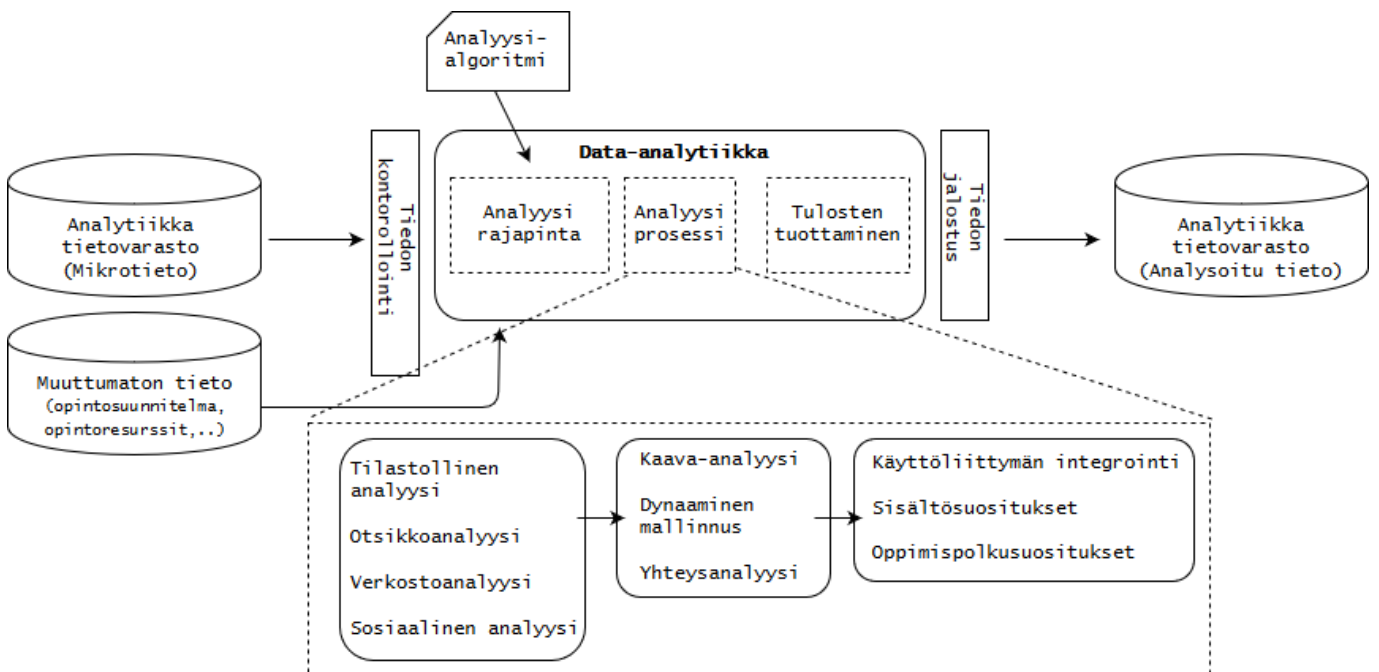 Analyysi-
algoritmi
Analytiikka
tietovarasto
(Mikrotieto)
Muuttumaton tieto
(opintosuunnitelma,
opintoresurssit,..)
Tiedon
kontorollointi
Data-analytiikka
Analyysi
rajapinta
Analyysi
prosessi
Tulosten
tuottaminen
Tiedon
jalostus
Analytiikka
tietovarasto
(Analysoitu tieto)
Tilastollinen
analyysi
Otsikkoanalyysi
Verkostoanalyysi
Sosiaalinen analyysi
Kaava-analyysi
Dynaaminen
mallinnus
Yhteysanalyysi
Käyttöliittymän integrointi
Sisältösuositukset
Oppimispolkusuositukset